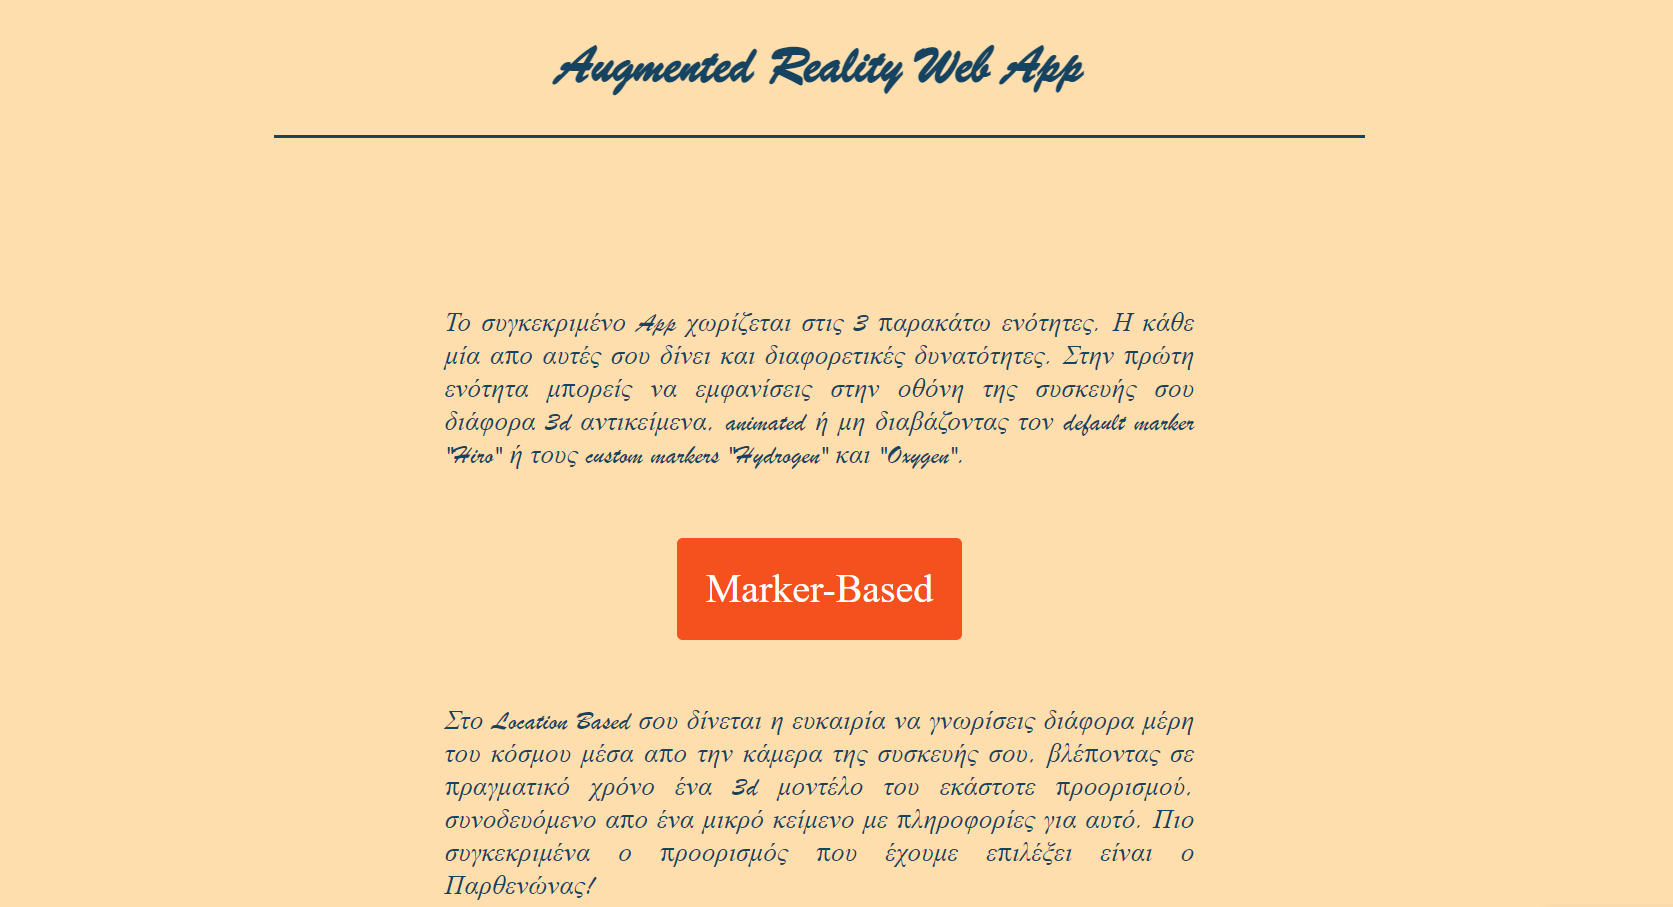 Augmented Reality Web App
Το συγκεκριμένο App χωρίζεται στις 3 παρακάτω ενότητες. Η κάθε
μία απο αυτές σου δίνει και διαφορετικές δυνατότητες. Στην πρώτη
ενότητα μπορείς να εμφανίσεις στην οθόνη της συσκευής σου
διάφορα 3d αντικείμενα, animated ή μη διαβάζοντας τον default marker
"Hiro" ή τους custom markers "Hydrogen" και "Oxygen".
Marker-Based
Στο Location Based σου δίνεται η ευκαιρία να γνωρίσεις διάφορα μέρη
του κόσμου μέσα απο την κάμερα της συσκευής σου, βλέποντας σε
πραγματικό χρόνο ένα 3d μοντέλο του εκάστοτε προορισμού,
συνοδευόμενο απο ένα μικρό κείμενο με πληροφορίες για αυτό. Πιο
συγκεκριμένα ο προορισμός που έχουμε επιλέξει είναι ο
Παρθενώνας!